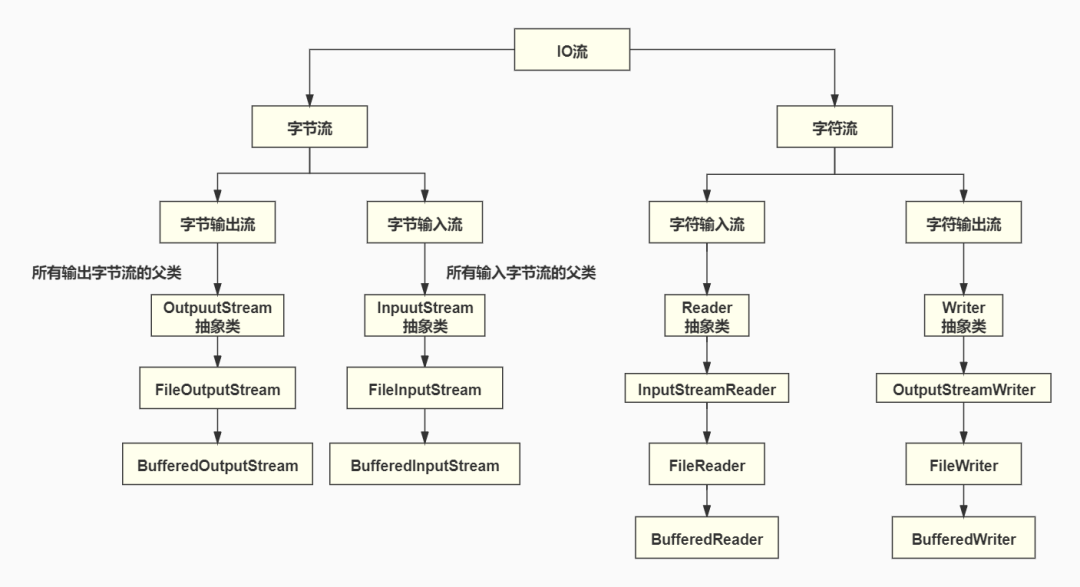 IO流
字节流
字符流
字节输出流
字节输入流
字符输入流
字符输出流
所有输出字节流的父类
所有输入字节流的父类
OutpuutStream
抽象类
InpuutStream
抽象类
Reader
抽象类
Writer
抽象类
FileOutputStream
FileInputStream
InputStreamReader
OutputStreamWriter
BufferedOutputStream
BufferedInputStream
FileReader
FileWriter
BufferedReader
BufferedWriter